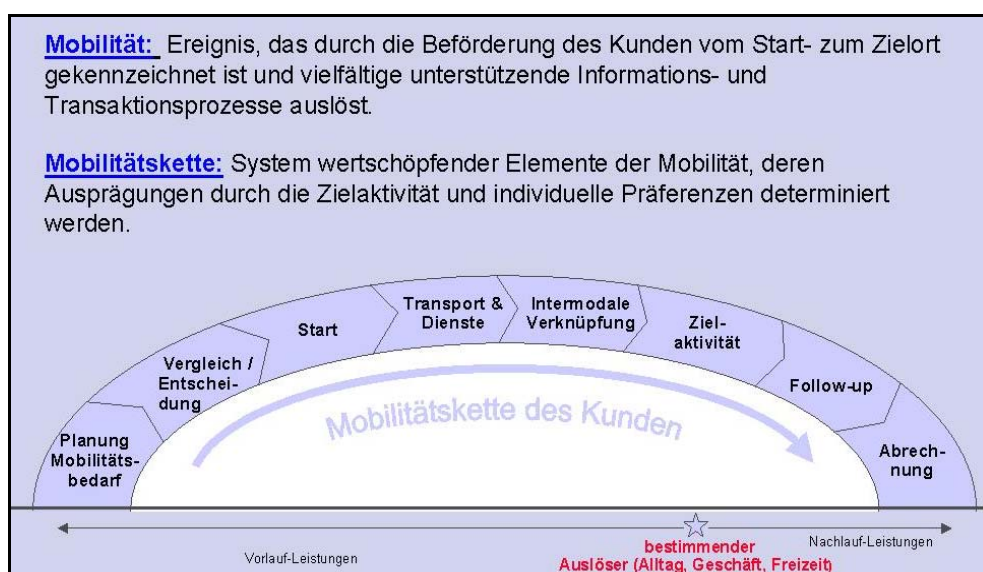 Mobilität: Ereignis, das durch die Beförderung des Kunden vom Start- zum Zielort
gekennzeichnet ist und vielfältige unterstützende Informations- und
Transaktionsprozesse auslöst.
Mobilitätskette: System wertschöpfender Elemente der Mobilität, deren
Ausprägungen durch die Zielaktivität und individuelle Präferenzen determiniert
werden.
Planung
Mobilitäts-
bedarf
Vergleich /
Entschei-
dung
Start
Transport &
Dienste
Intermodale
Verknüpfung
Ziel-
aktivität
Follow-up
Abrech-
nung
Mobilitätskette des Kunden
Vorlauf-Leistungen
bestimmender
Auslöser (Alltag, Geschäft, Freizeit)
Nachlauf-Leistungen